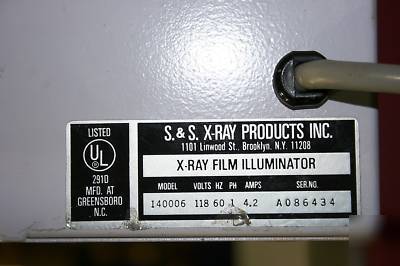 LISTED
UL
291D
MFD. AT
GREENSBORO
N.C.
S. & S. X-RAY PRODUCTS INC.
1101 Linwood St., Brooklyn, N.Y. 11208
X-RAY FILM ILLUMINATOR
MODEL VOLTS HZ PH AMPS SER.NO.
I40006 118 60 1 4.2 A086434